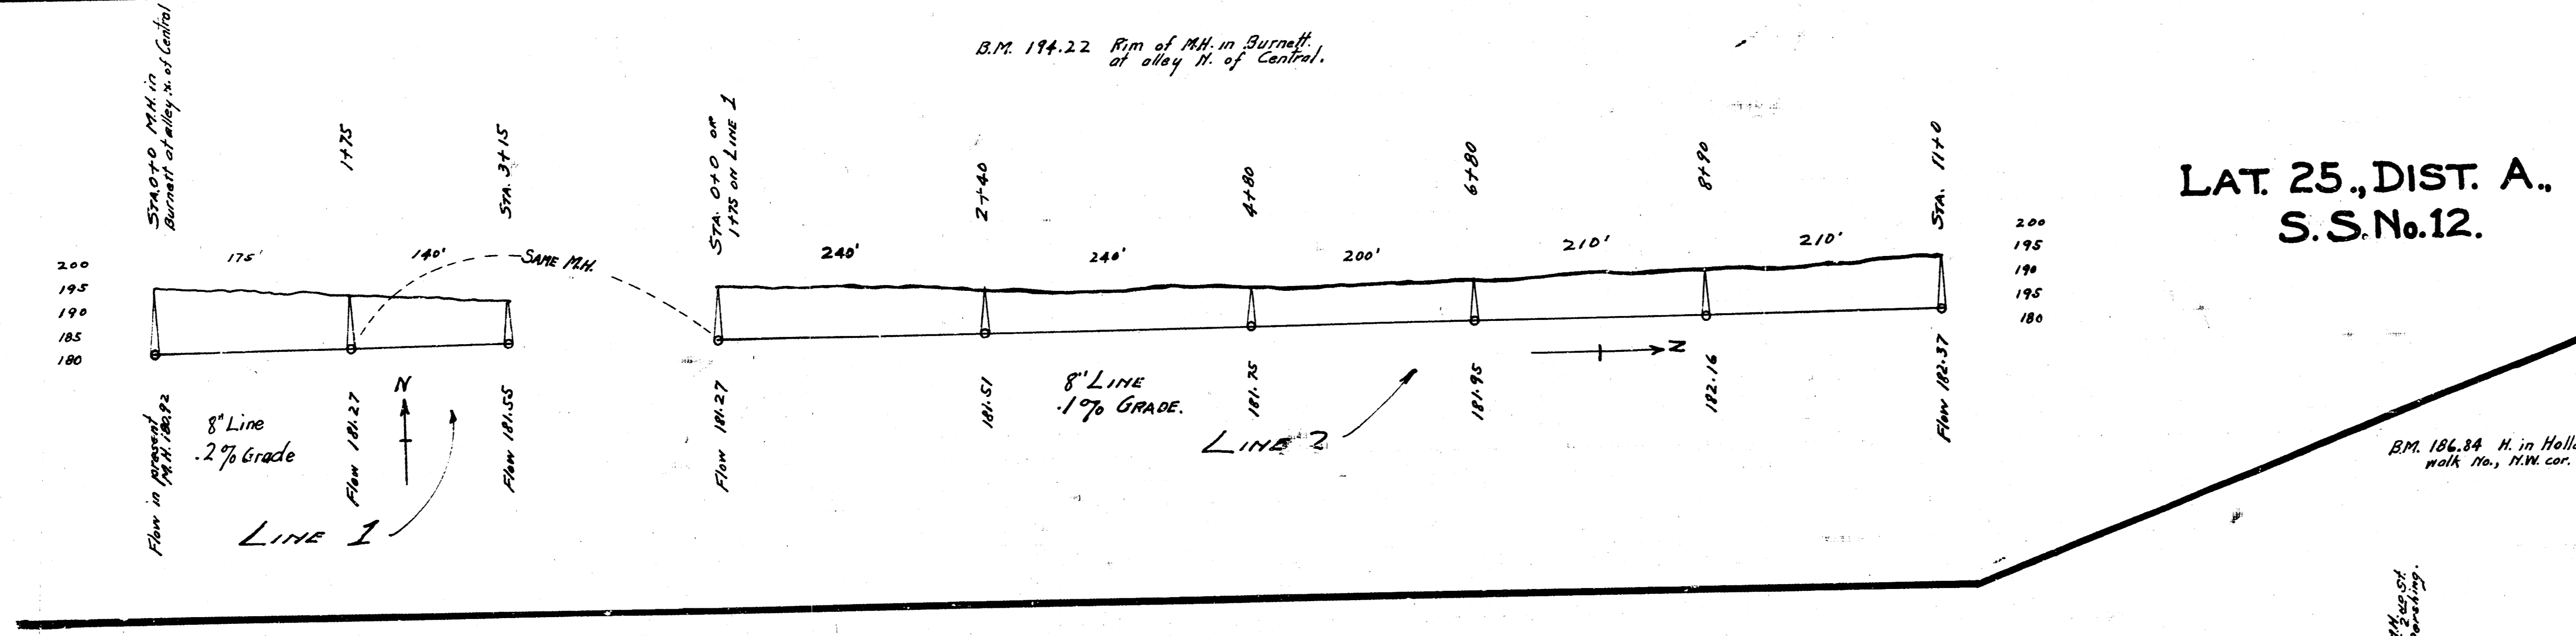 B.M. 194.22 Rim of M.H. in Burnett.
at alley N. of Central.
STA. 0+0 M.H. in
Burnett at alley N. of Central
1+75
STA. 3+15
STA. 0+0 OR
1+75 ON LINE 1
2+40
4+80
6+80
8+90
STA. 11+0
LAT. 25., DIST. A.,
S.S. No. 12.
200
195
190
185
180
175'
140'
SAME M.H.
240'
240'
200'
210'
210'
200
195
190
195
180
Flow in present
M.H. 180.92
8" Line
.2% Grade
Flow 181.27
N
Flow 181.55
LINE 1
Flow 181.27
181.51
8" LINE
.1% GRADE.
181.75
LINE 2
181.95
N
182.16
Flow 182.37
B.M. 186.84 H. in Holl
walk No., N.W. cor.
M.H.
2nd St.
ershing.